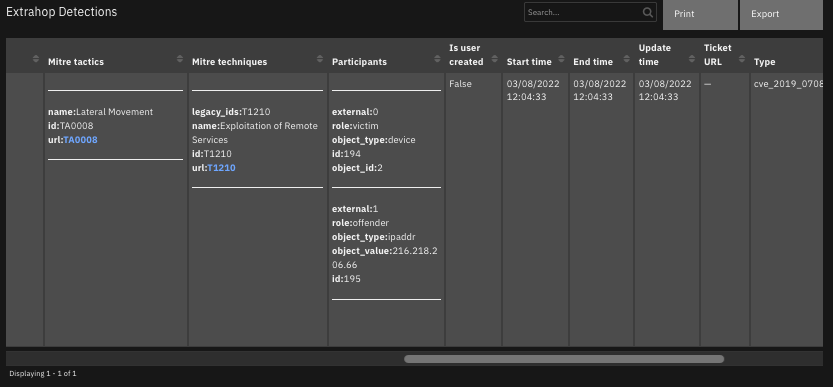 Extrahop Detections
Search...
Print
Export
Mitre tactics
Mitre techniques
Participants
Is user
created
Start time
End time
Update
time
Ticket
URL
Type
name:Lateral Movement
id:TA0008
url:TA0008
legacy_ids:T1210
name:Exploitation of Remote
Services
id:T1210
url:T1210
external:0
role:victim
object_type:device
id:194
object_id:2
external:1
role:offender
object_type:ipaddr
object_value:216.218.2
06.66
id:195
False
03/08/2022
12:04:33
03/08/2022
12:04:33
03/08/2022
12:04:33
—
cve_2019_0708
Displaying 1 - 1 of 1